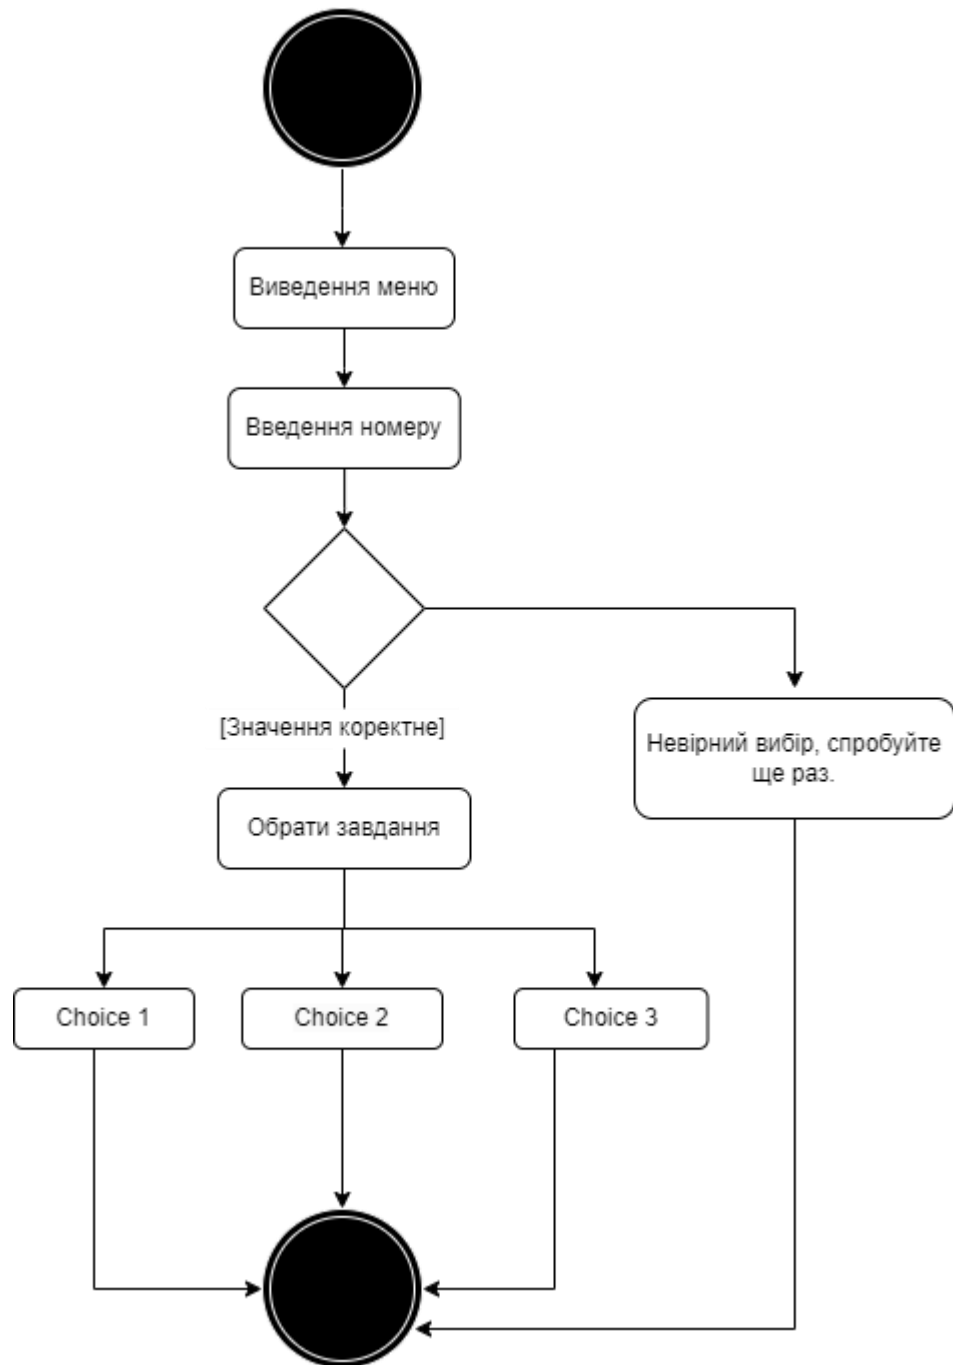 Виведення меню
Введення номеру
[Значення коректне]
Невірний вибір, спробуйте
ще раз.
Обрати завдання
Choice 1
Choice 2
Choice 3